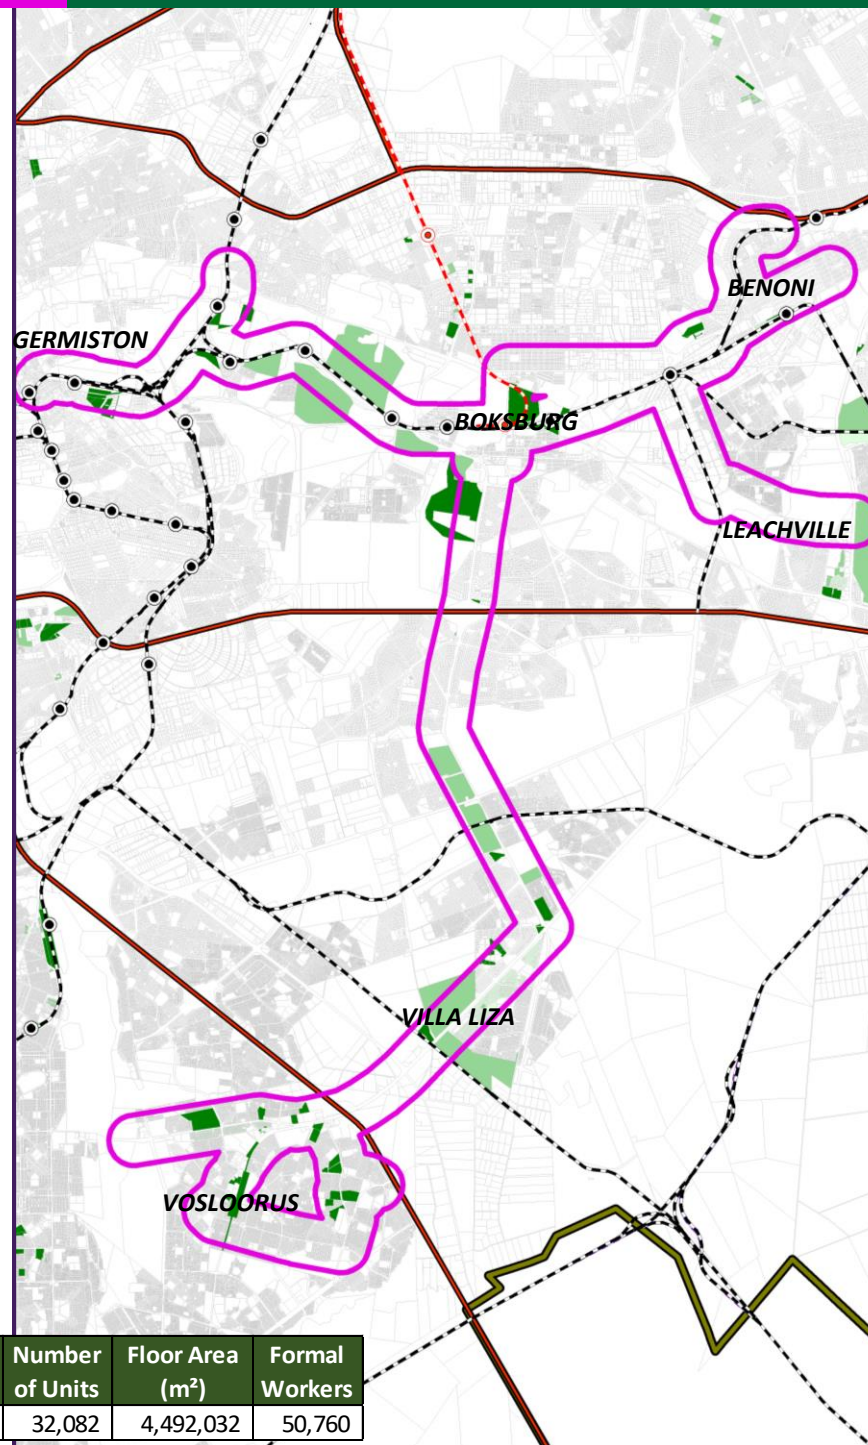 BENONI
GERMISTON
BOKSBURG
LEACHVILLE
VILLA LIZA
VOSLOORUS
Number of Units Floor Area (m²) Formal Workers
32,082 4,492,032 50,760